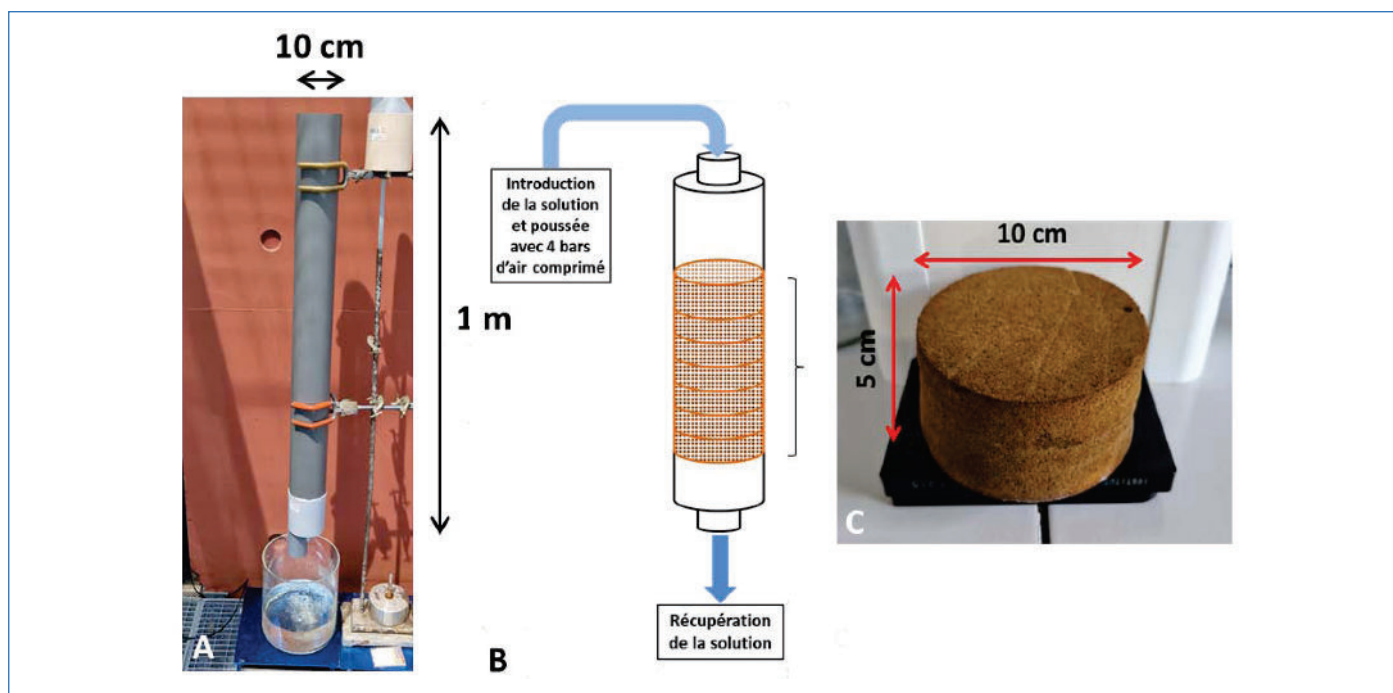 10 cm
1 m
A
Introduction
de la solution
et poussée
avec 4 bars
d'air comprimé
Récupération
de la solution
B
10 cm
5 cm
C